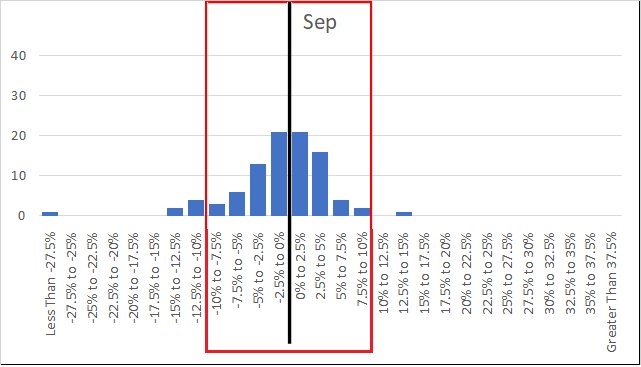 Sep
40
30
20
10
0
Less Than -27.5%
-27.5% to -25%
-25% to -22.5%
-22.5% to -20%
-20% to -17.5%
-17.5% to -15%
-15% to -12.5%
-12.5% to -10%
-10% to -7.5%
-7.5% to -5%
-5% to -2.5%
-2.5% to 0%
0% to 2.5%
2.5% to 5%
5% to 7.5%
7.5% to 10%
10% to 12.5%
12.5% to 15%
15% to 17.5%
17.5% to 20%
20% to 22.5%
22.5% to 25%
25% to 27.5%
27.5% to 30%
30% to 32.5%
32.5% to 35%
35% to 37.5%
Greater Than 37.5%